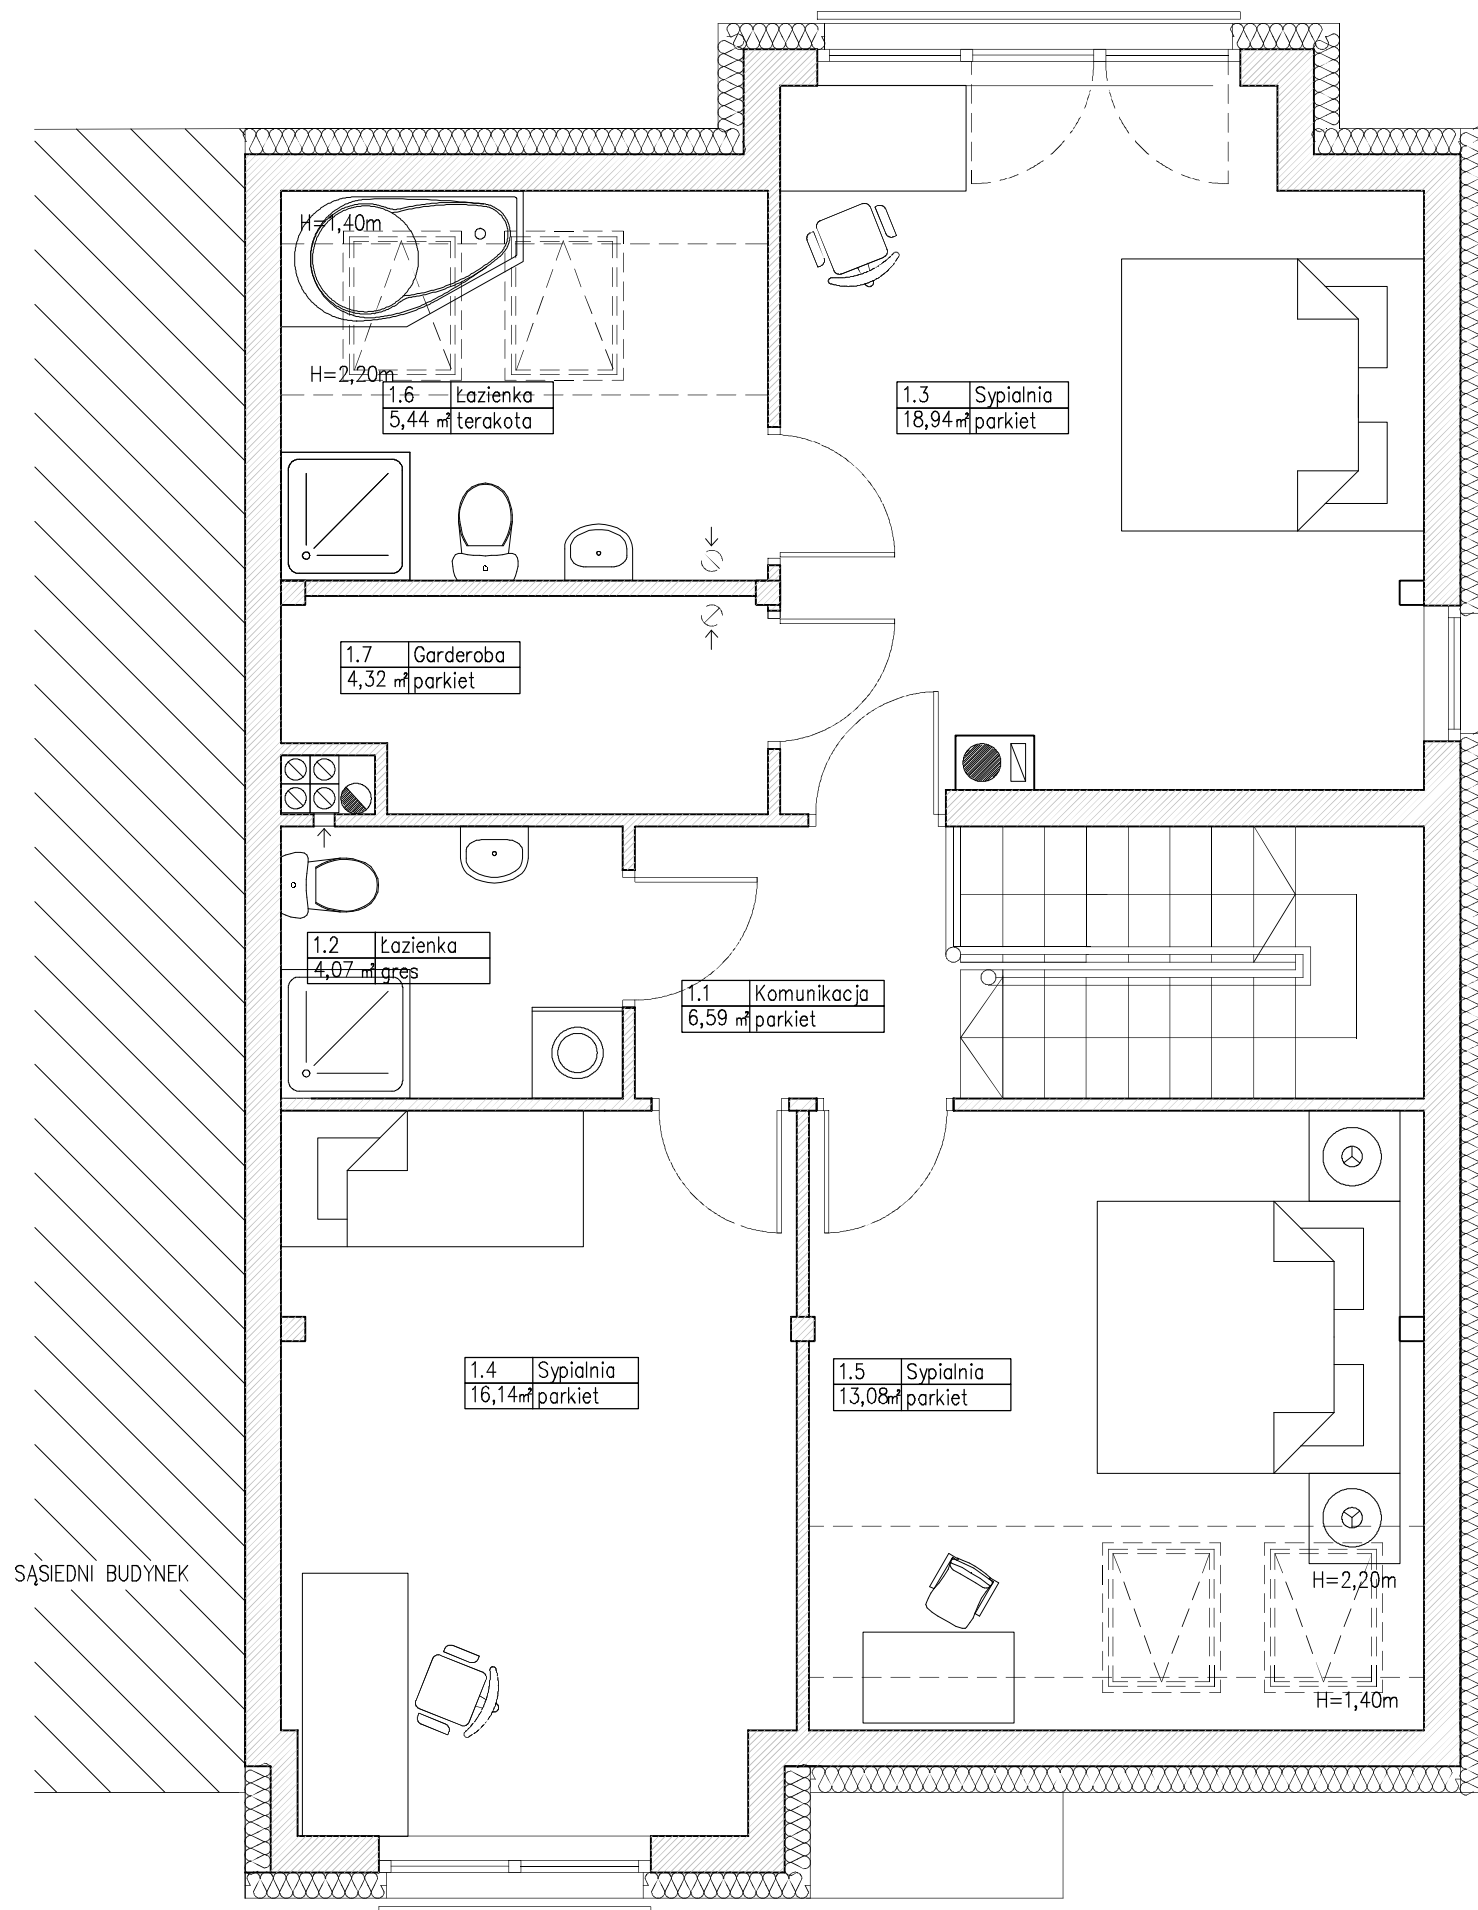 H=1,40m
H=2,20m
1.6 Łazienka
5,44 m² terakota
1.3 Sypialnia
18,94 m² parkiet
1.7 Garderoba
4,32 m² parkiet
1.2 Łazienka
4,07 m² gres
1.1 Komunikacja
6,59 m² parkiet
1.4 Sypialnia
16,14 m² parkiet
1.5 Sypialnia
13,08 m² parkiet
SĄSIEDNI BUDYNEK
H=2,20m
H=1,40m